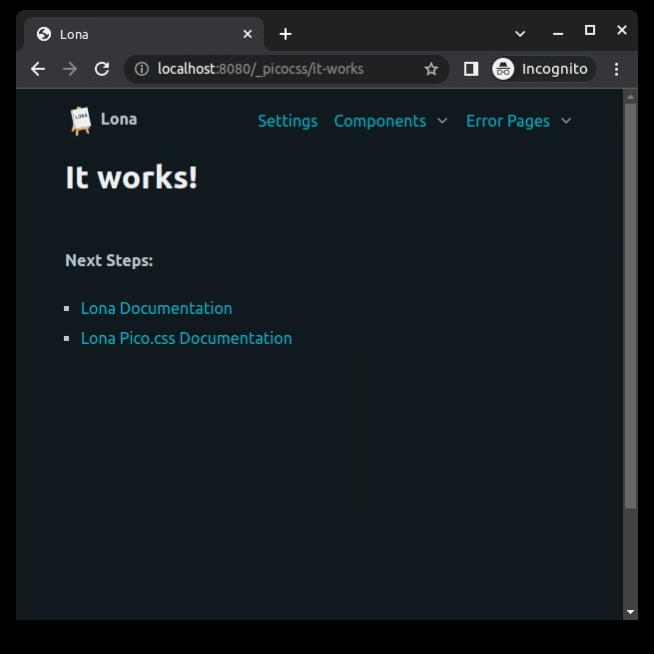 Lona
localhost:8080/_picocss/it-works
Incognito
LONA
Lona
Settings
Components
Error Pages
It works!
Next Steps:
Lona Documentation
Lona Pico.css Documentation